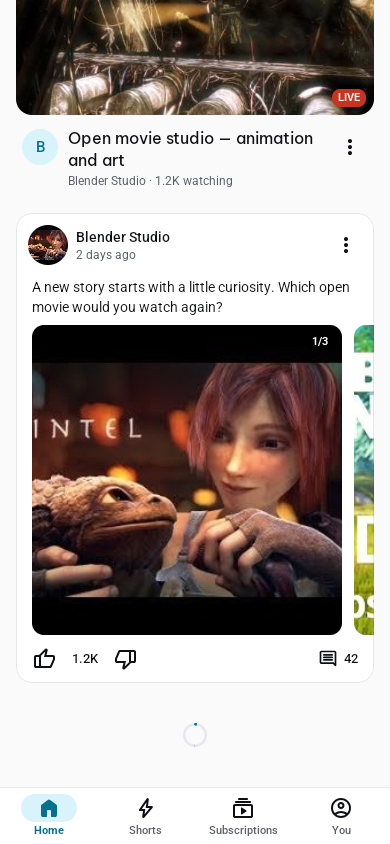 LIVE
B
Open movie studio — animation
and art
Blender Studio · 1.2K watching
Blender Studio
2 days ago
A new story starts with a little curiosity. Which open
movie would you watch again?
1/3
INTEL
1.2K
42
Home
Shorts
Subscriptions
You